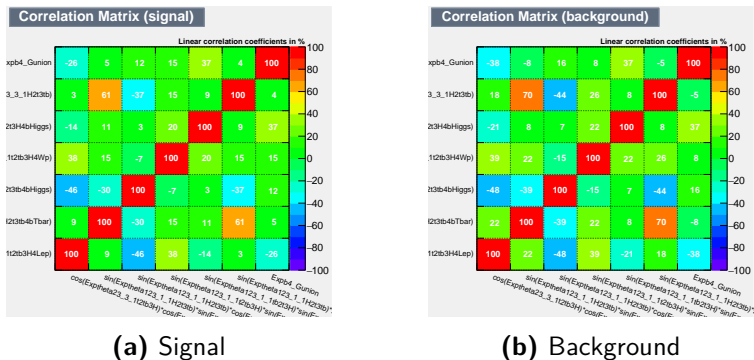 Correlation Matrix (signal)
Linear correlation coefficients in %
xpb4_Gunion -26 5 12 15 37 4 100
3_3_1H2t3tb) 3 61 -37 15 9 100 4
2t3H4bHiggs) -14 11 3 20 100 9 37
_1t2tb3H4Wp) 38 15 -7 100 20 15 15
2t3tb4bHiggs) -46 -30 100 -7 3 -37 12
H2t3tb4bTbar) 9 100 -30 15 11 61 5
1t2tb3H4Lep) 100 9 -46 38 -14 3 -26
100
80
60
40
20
0
-20
-40
-60
-80
-100
Expb4_Gunion
(a) Signal
Correlation Matrix (background)
Linear correlation coefficients in %
xpb4_Gunion -38 -8 16 8 37 -5 100
3_3_1H2t3tb) 18 70 -44 26 8 100 -5
2t3H4bHiggs) -21 8 7 22 100 8 37
_1t2tb3H4Wp) 39 22 -15 100 22 26 8
2t3tb4bHiggs) -48 -39 100 -15 7 -44 16
H2t3tb4bTbar) 22 100 -39 22 8 70 -8
1t2tb3H4Lep) 100 22 -48 39 -21 18 -38
100
80
60
40
20
0
-20
-40
-60
-80
-100
Expb4_Gunion
(b) Background